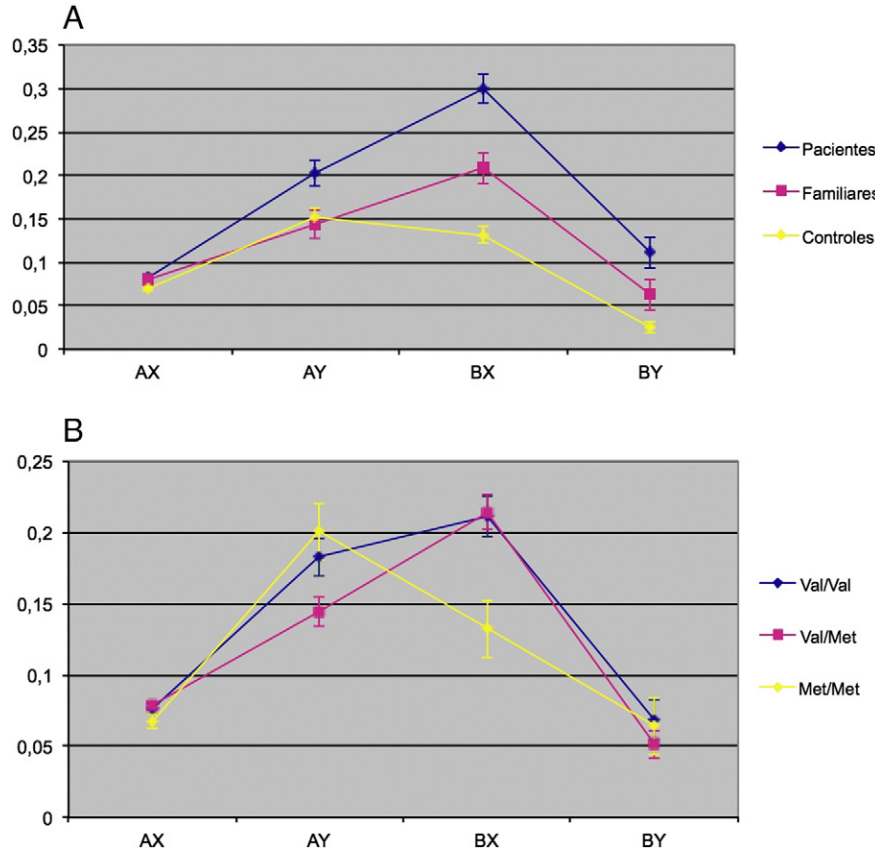 A
0,35
0,3
0,25
0,2
0,15
0,1
0,05
0
AX AY BX BY
Pacientes
Familiares
Controles
B
0,25
0,2
0,15
0,1
0,05
0
AX AY BX BY
Val/Val
Val/Met
Met/Met